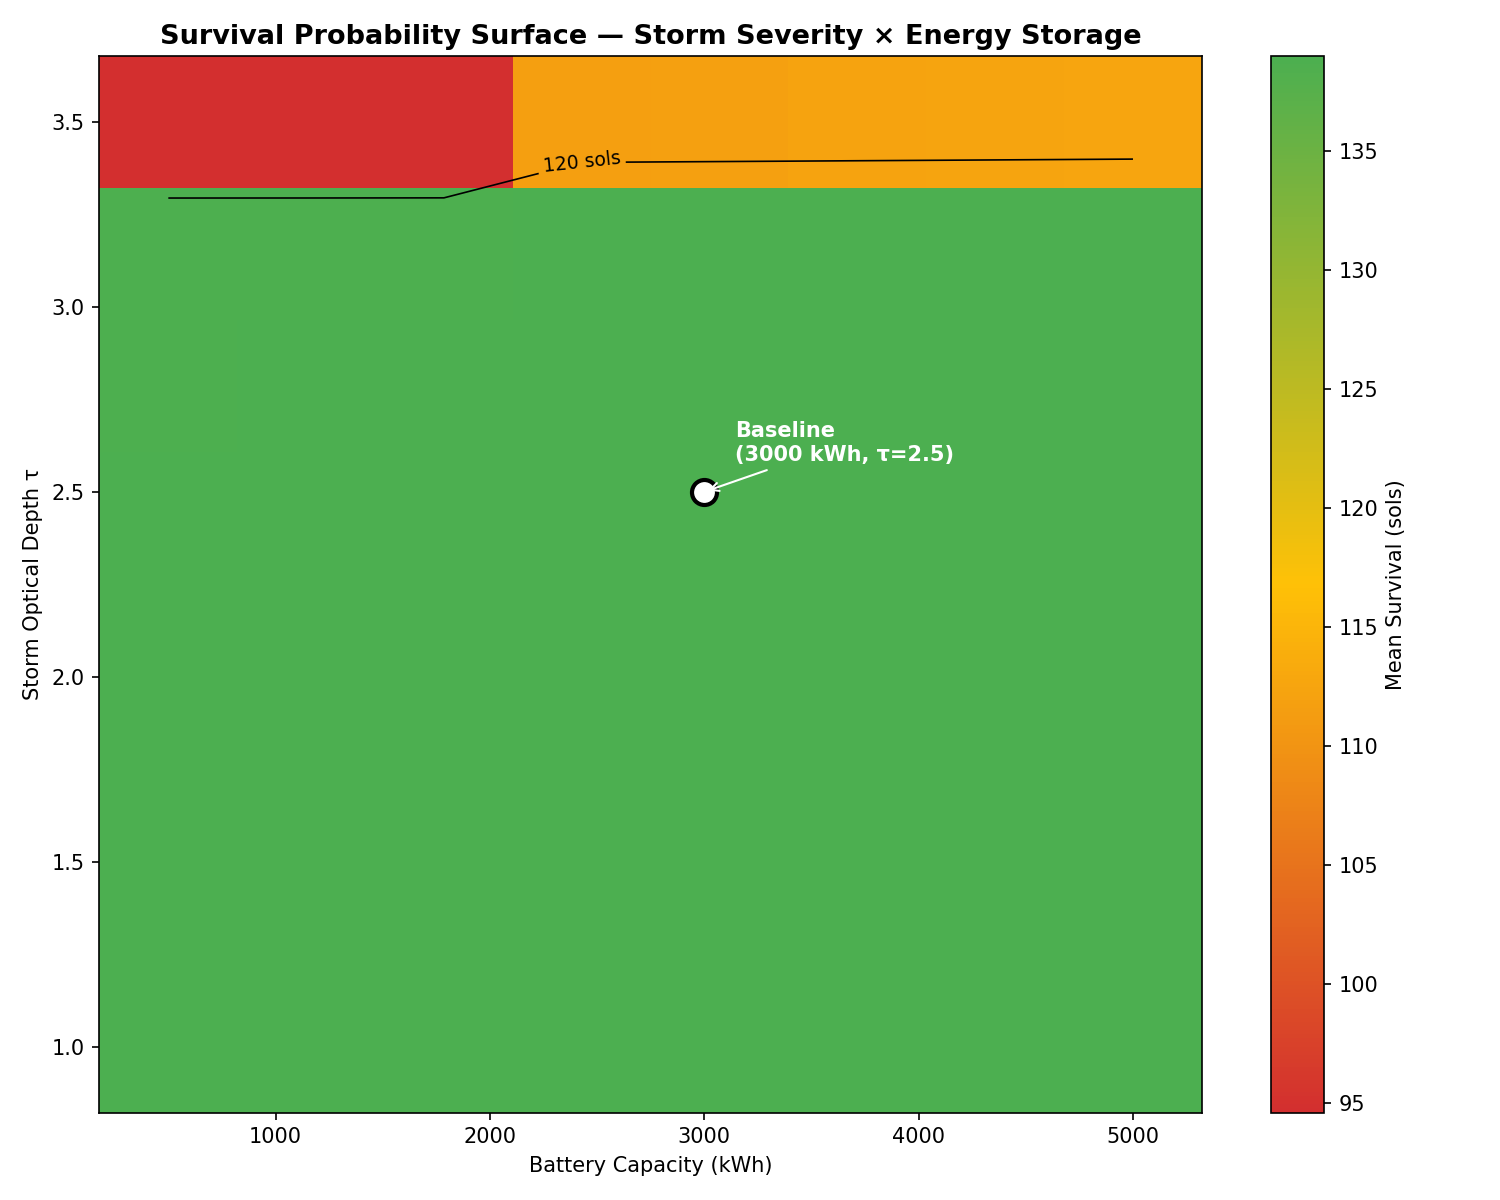 Survival Probability Surface — Storm Severity × Energy Storage
3.5
3.0
2.5
2.0
1.5
1.0
Storm Optical Depth τ
120 sols
Baseline
(3000 kWh, τ=2.5)
1000
2000
3000
4000
5000
Battery Capacity (kWh)
135
130
125
120
115
110
105
100
95
Mean Survival (sols)